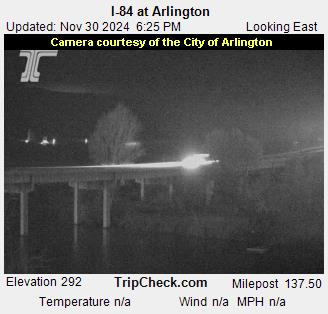 I-84 at Arlington
Updated: Nov 30 2024 6:25 PM Looking East
Camera courtesy of the City of Arlington
Elevation 292 TripCheck.com Milepost 137.50
Temperature n/a Wind n/a MPH n/a